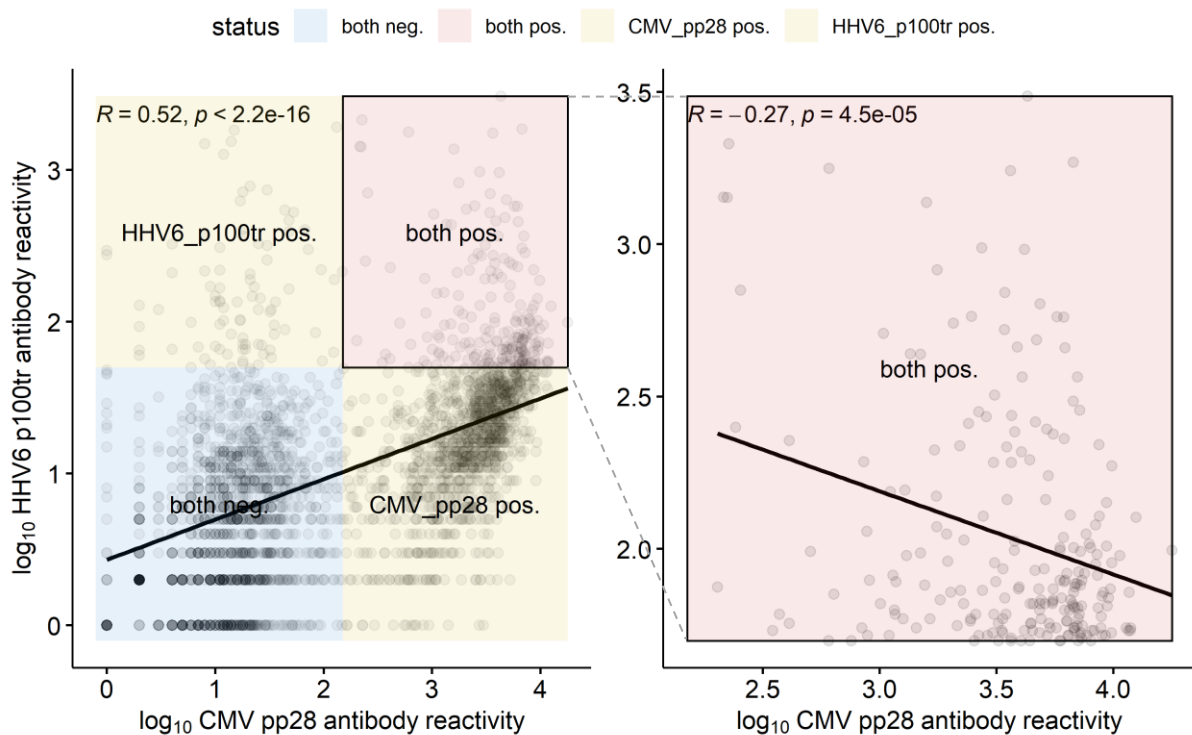 status both neg. both pos. CMV_pp28 pos. HHV6_p100tr pos.
R = 0.52, p < 2.2e-16
HHV6_p100tr pos.
both pos.
both neg.
CMV_pp28 pos.
log₁₀ HHV6 p100tr antibody reactivity
3
2
1
0
0 1 2 3 4
log₁₀ CMV pp28 antibody reactivity
R = −0.27, p = 4.5e-05
both pos.
3.5
3.0
2.5
2.0
2.5 3.0 3.5 4.0
log₁₀ CMV pp28 antibody reactivity